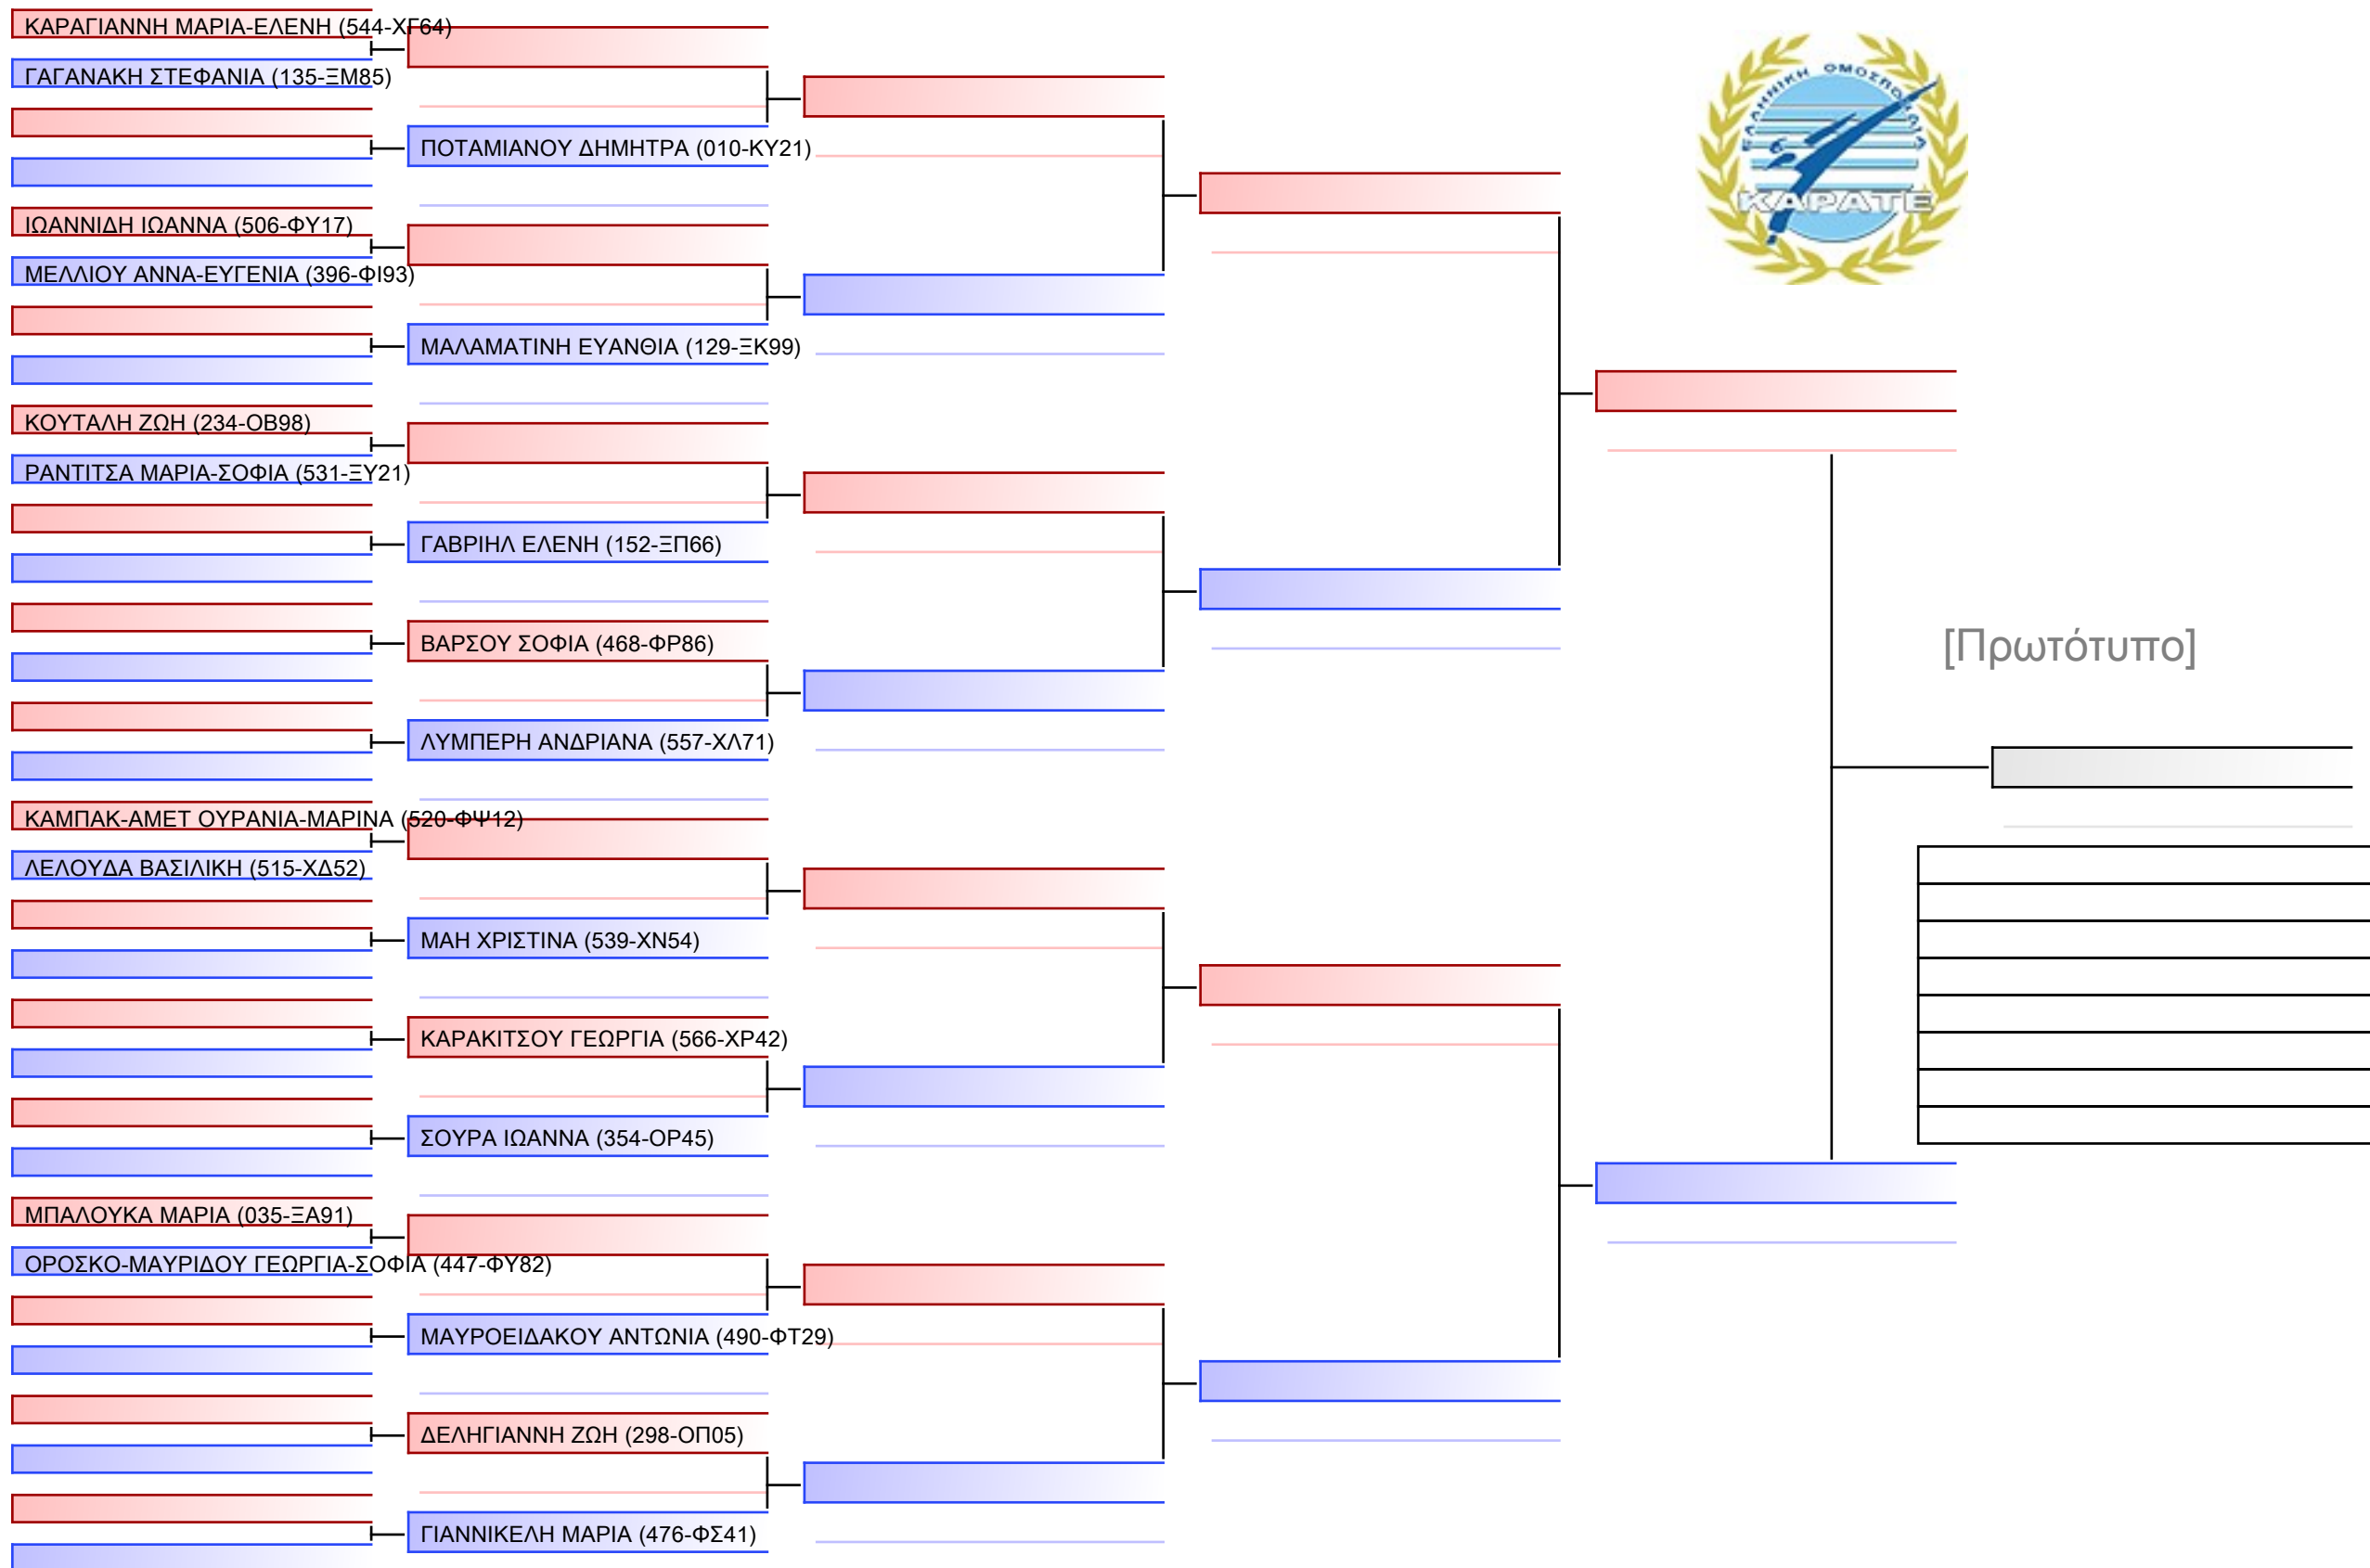 ΚΑΡΑΓΙΑΝΝΗ ΜΑΡΙΑ-ΕΛΕΝΗ (544-ΧΓ64)
ΓΑΓΑΝΑΚΗ ΣΤΕΦΑΝΙΑ (135-ΞΜ85)
ΠΟΤΑΜΙΑΝΟΥ ΔΗΜΗΤΡΑ (010-ΚΥ21)
ΙΩΑΝΝΙΔΗ ΙΩΑΝΝΑ (506-ΦΥ17)
ΜΕΛΛΙΟΥ ΑΝΝΑ-ΕΥΓΕΝΙΑ (396-ΦΙ93)
ΜΑΛΑΜΑΤΙΝΗ ΕΥΑΝΘΙΑ (129-ΞΚ99)
ΚΟΥΤΑΛΗ ΖΩΗ (234-ΟΒ98)
ΡΑΝΤΙΤΣΑ ΜΑΡΙΑ-ΣΟΦΙΑ (531-ΞΥ21)
ΓΑΒΡΙΗΛ ΕΛΕΝΗ (152-ΞΠ66)
ΒΑΡΣΟΥ ΣΟΦΙΑ (468-ΦΡ86)
ΛΥΜΠΕΡΗ ΑΝΔΡΙΑΝΑ (557-ΧΛ71)
ΚΑΜΠΑΚ-ΑΜΕΤ ΟΥΡΑΝΙΑ-ΜΑΡΙΝΑ (520-ΦΨ12)
ΛΕΛΟΥΔΑ ΒΑΣΙΛΙΚΗ (515-ΧΔ52)
ΜΑΗ ΧΡΙΣΤΙΝΑ (539-ΧΝ54)
ΚΑΡΑΚΙΤΣΟΥ ΓΕΩΡΓΙΑ (566-ΧΡ42)
ΣΟΥΡΑ ΙΩΑΝΝΑ (354-ΟΡ45)
ΜΠΑΛΟΥΚΑ ΜΑΡΙΑ (035-ΞΑ91)
ΟΡΟΣΚΟ-ΜΑΥΡΙΔΟΥ ΓΕΩΡΓΙΑ-ΣΟΦΙΑ (447-ΦΥ82)
ΜΑΥΡΟΕΙΔΑΚΟΥ ΑΝΤΩΝΙΑ (490-ΦΤ29)
ΔΕΛΗΓΙΑΝΝΗ ΖΩΗ (298-ΟΠ05)
ΓΙΑΝΝΙΚΕΛΗ ΜΑΡΙΑ (476-ΦΣ41)
ΕΛΛΗΝΙΚΗ ΟΜΟΣΠΟΝΔΙΑ
ΚΑΡΑΤΕ
[Πρωτότυπο]